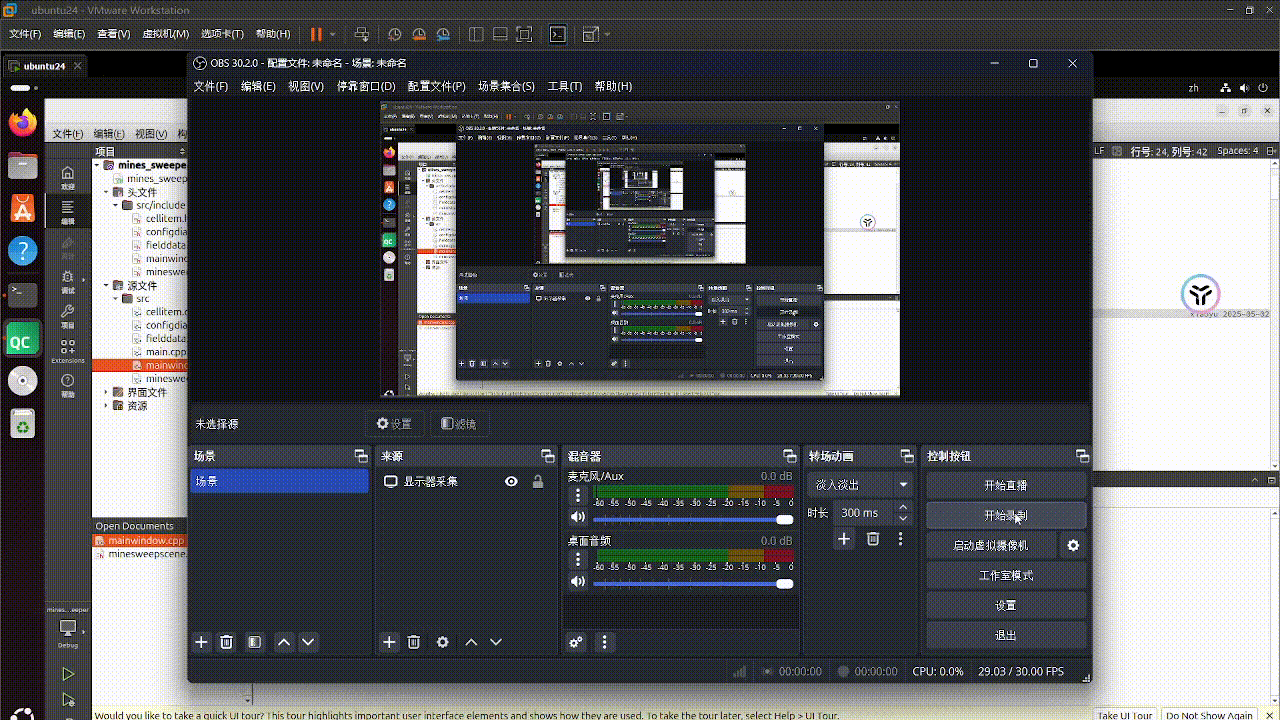 ubuntu24 - VMware Workstation
文件(F) 编辑(E) 查看(V) 虚拟机(M) 选项卡(T) 帮助(H)
ubuntu24
zh
OBS 30.2.0 - 配置文件: 未命名 - 场景: 未命名
文件(F) 编辑(E) 视图(V) 停靠窗口(D) 配置文件(P) 场景集合(S) 工具(T) 帮助(H)
文件(F) 编辑(E) 视图(V) 构
LF 行号: 24, 列号: 42 Spaces: 4
项目
mines_sweepe
mines_sweep
头文件
src/include
cellitem.h
configdia
fielddata
mainwind
mineswe
源文件
src
cellitem.c
configdia
fielddata
main.cpp
mainwind
mineswee
界面文件
资源
欢迎
编辑
设计
调试
项目
Extensions
帮助
xiaoyu 2025-05-02
未选择源 设置 滤镜
场景
场景
来源
显示器采集
混音器
麦克风/Aux 0.0 dB
-60 -55 -50 -45 -40 -35 -30 -25 -20 -15 -10 -5 0
桌面音频 0.0 dB
-60 -55 -50 -45 -40 -35 -30 -25 -20 -15 -10 -5 0
转场动画
淡入淡出
时长 300 ms
控制按钮
开始直播
开始录制
启动虚拟摄像机
工作室模式
设置
退出
Open Documents
mainwindow.cpp
minesweepscene.
mines...eeper
Debug
00:00:00 00:00:00 CPU: 0.0% 29.03 / 30.00 FPS
Would you like to take a quick UI tour? This tour highlights important user interface elements and shows how they are used. To take the tour later, select Help > UI Tour.
Take UI Tour Do Not Show Again